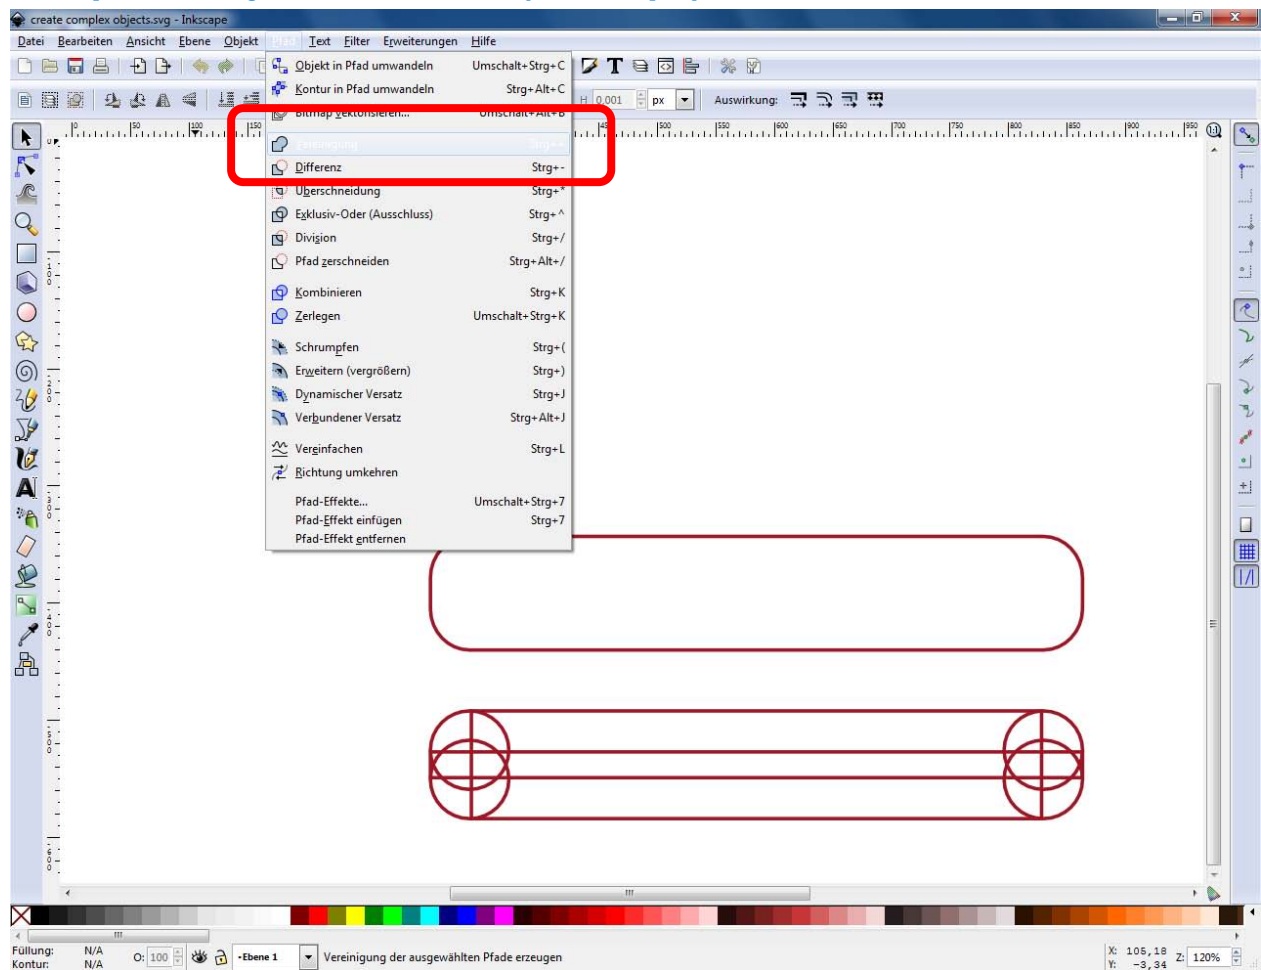 create complex objects.svg - Inkscape
Datei Bearbeiten Ansicht Ebene Objekt Pfad Text Filter Erweiterungen Hilfe
Objekt in Pfad umwandeln Umschalt+Strg+C
Kontur in Pfad umwandeln Strg+Alt+C
H 0,001 px Auswirkung:
Bitmap vektorisieren... Umschalt+Alt+B
Vereinigung Strg++
Differenz Strg+-
Überschneidung Strg+*
Exklusiv-Oder (Ausschluss) Strg+^
Division Strg+/
Pfad zerschneiden Strg+Alt+/
Kombinieren Strg+K
Zerlegen Umschalt+Strg+K
Schrumpfen Strg+(
Erweitern (vergrößern) Strg+)
Dynamischer Versatz Strg+J
Verbundener Versatz Strg+Alt+J
Vereinfachen Strg+L
Richtung umkehren
Pfad-Effekte... Umschalt+Strg+7
Pfad-Effekt einfügen Strg+7
Pfad-Effekt entfernen
Füllung: N/A
Kontur: N/A
O: 100 -Ebene 1 Vereinigung der ausgewählten Pfade erzeugen
X: 105,18
Y: -3,34
Z: 120%